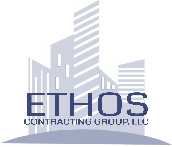 ETHOS
CONTRACTING GROUP, LLC